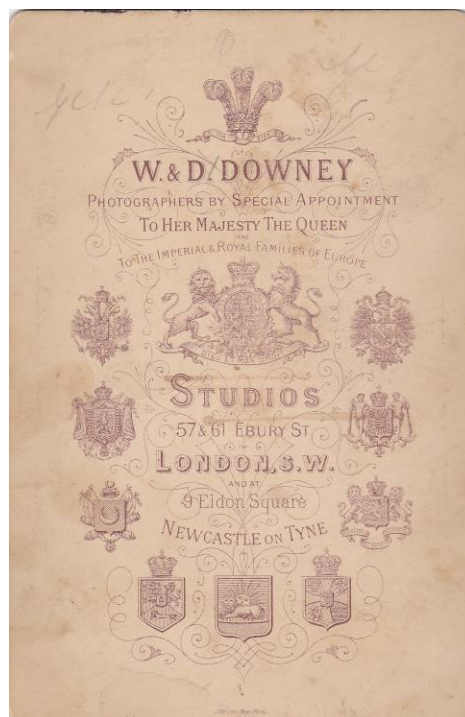 W. & D. DOWNEY
PHOTOGRAPHERS BY SPECIAL APPOINTMENT
TO HER MAJESTY THE QUEEN
AND
TO THE IMPERIAL & ROYAL FAMILIES OF EUROPE
STUDIOS
57 & 61 EBURY ST
LONDON, S.W.
AND AT
9 Eldon Square
NEWCASTLE ON TYNE